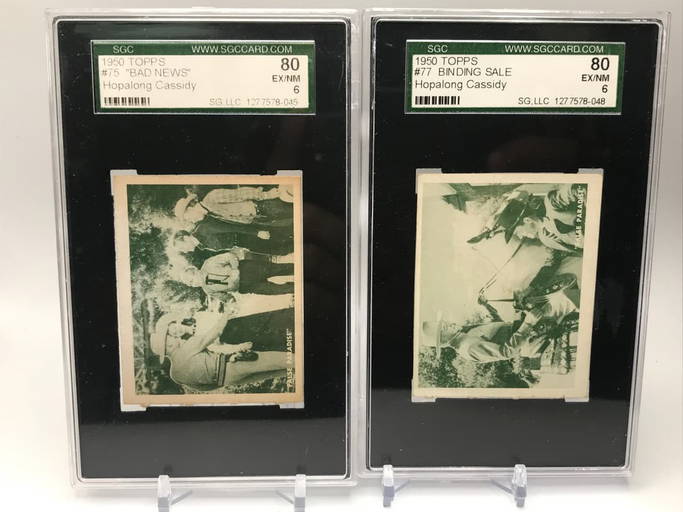 SGC WWW.SGCCARD.COM
1950 TOPPS 80
#75 "BAD NEWS" EX/NM
Hopalong Cassidy 6
SG,LLC 1277578-045
"FALSE PARADISE"
SGC WWW.SGCCARD.COM
1950 TOPPS 80
#77 BINDING SALE EX/NM
Hopalong Cassidy 6
SG,LLC 1277578-048
"FALSE PARADISE"